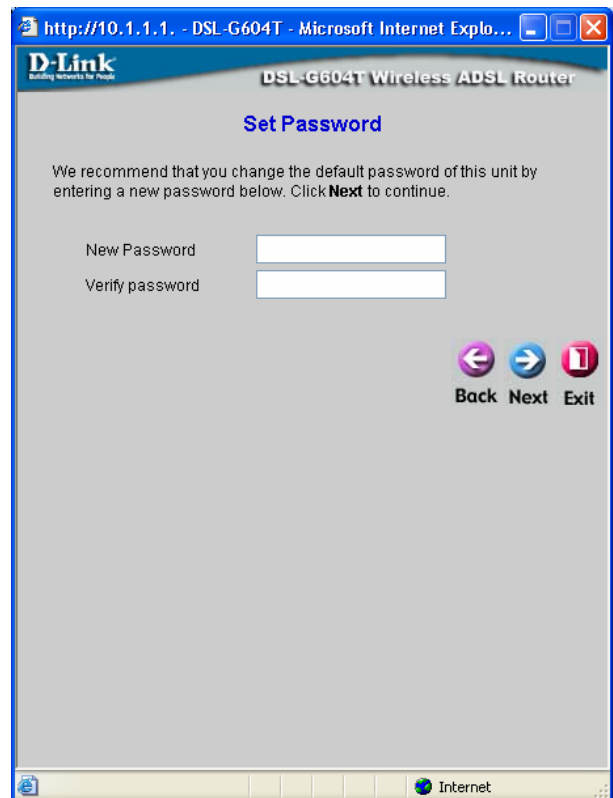 http://10.1.1.1. - DSL-G604T - Microsoft Internet Explo...
D-Link
Building Networks for People
DSL-G604T Wireless ADSL Router
Set Password
We recommend that you change the default password of this unit by
entering a new password below. Click Next to continue.
New Password
Verify password
Back Next Exit
Internet